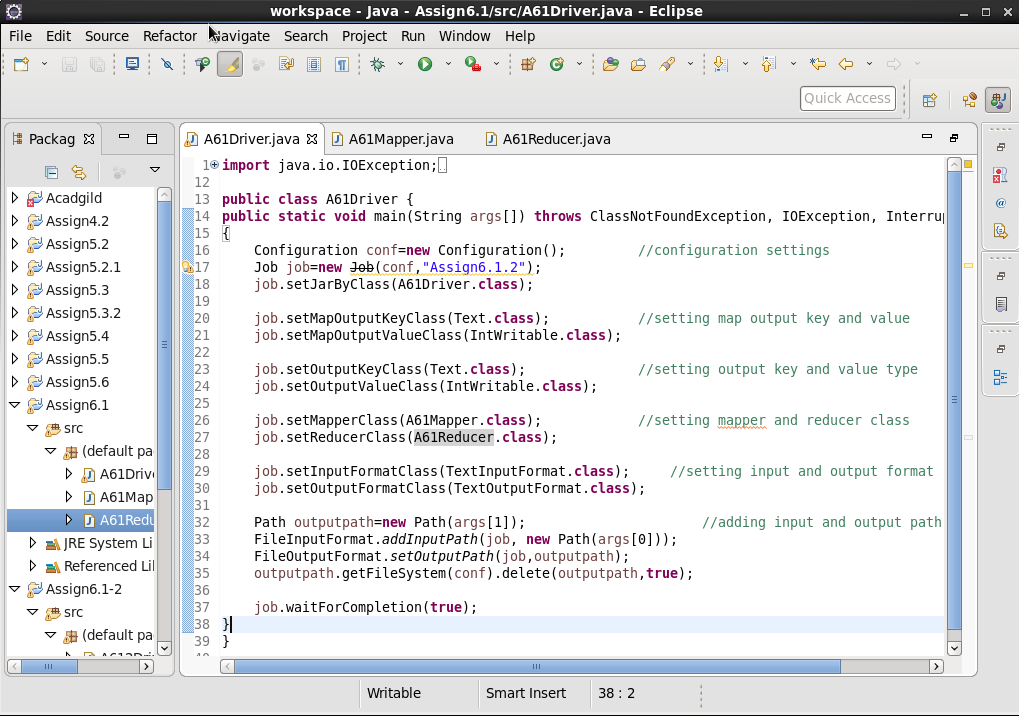 workspace - Java - Assign6.1/src/A61Driver.java - Eclipse
File Edit Source Refactor Navigate Search Project Run Window Help
Quick Access
Packag
A61Driver.java A61Mapper.java A61Reducer.java
Acadgild
Assign4.2
Assign5.2
Assign5.2.1
Assign5.3
Assign5.3.2
Assign5.4
Assign5.5
Assign5.6
Assign6.1
src
(default pa
A61Drive
A61Map
A61Redu
JRE System Li
Referenced Lib
Assign6.1-2
src
(default pa
1 import java.io.IOException;
12
13 public class A61Driver {
14 public static void main(String args[]) throws ClassNotFoundException, IOException, Interru
15 {
16 Configuration conf=new Configuration(); //configuration settings
17 Job job=new Job(conf,"Assign6.1.2");
18 job.setJarByClass(A61Driver.class);
19
20 job.setMapOutputKeyClass(Text.class); //setting map output key and value
21 job.setMapOutputValueClass(IntWritable.class);
22
23 job.setOutputKeyClass(Text.class); //setting output key and value type
24 job.setOutputValueClass(IntWritable.class);
25
26 job.setMapperClass(A61Mapper.class); //setting mapper and reducer class
27 job.setReducerClass(A61Reducer.class);
28
29 job.setInputFormatClass(TextInputFormat.class); //setting input and output format
30 job.setOutputFormatClass(TextOutputFormat.class);
31
32 Path outputpath=new Path(args[1]); //adding input and output path
33 FileInputFormat.addInputPath(job, new Path(args[0]));
34 FileOutputFormat.setOutputPath(job,outputpath);
35 outputpath.getFileSystem(conf).delete(outputpath,true);
36
37 job.waitForCompletion(true);
38 }
39 }
Writable Smart Insert 38 : 2